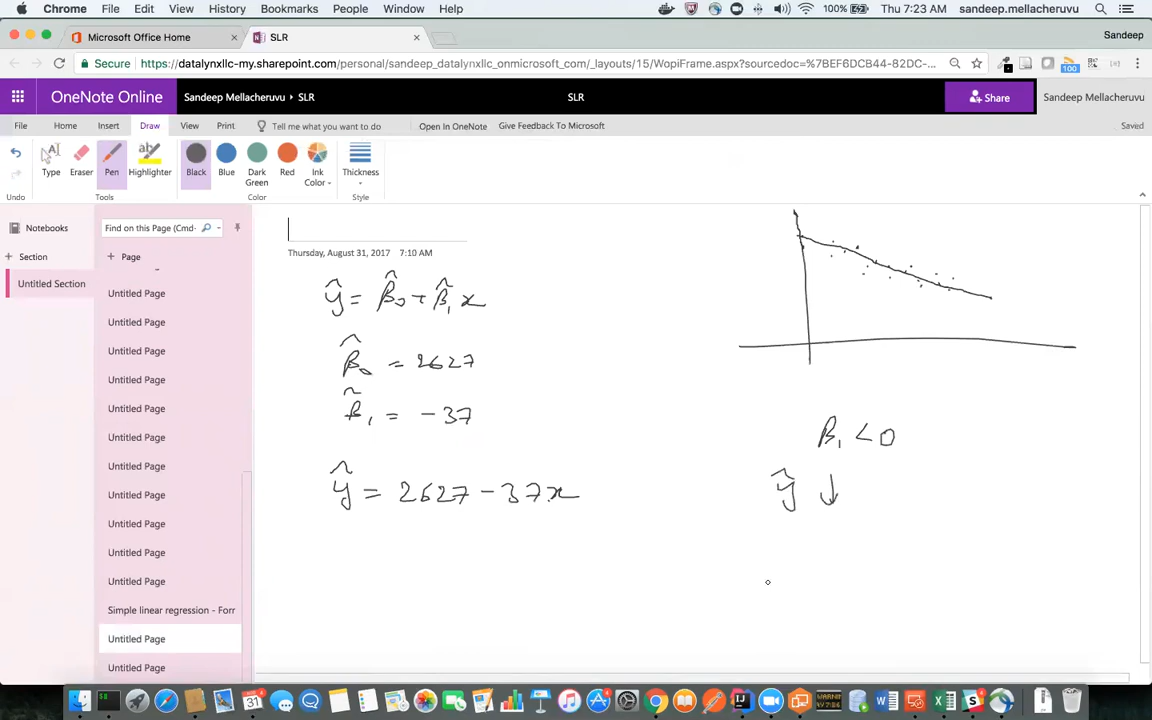 Chrome File Edit View History Bookmarks People Window Help 100% Thu 7:23 AM sandeep.mellacheruvu
Microsoft Office Home × SLR × Sandeep
Secure https://datalynxllc-my.sharepoint.com/personal/sandeep_datalynxllc_onmicrosoft_com/_layouts/15/WopiFrame.aspx?sourcedoc=%7BEF6DCB44-82DC-... 100
OneNote Online Sandeep Mellacheruvu ▸ SLR SLR Share Sandeep Mellacheruvu
File Home Insert Draw View Print Tell me what you want to do Open In OneNote Give Feedback To Microsoft Saved
Type Eraser Pen Highlighter Black Blue Dark Green Red Ink Color Thickness
Undo Tools Color Style
Notebooks
+ Section
Untitled Section
Find on this Page (Cmd-
+ Page
Untitled Page
Untitled Page
Untitled Page
Untitled Page
Untitled Page
Untitled Page
Untitled Page
Untitled Page
Untitled Page
Untitled Page
Untitled Page
Simple linear regression - Forr
Untitled Page
Untitled Page
Thursday, August 31, 2017 7:10 AM
ŷ = β̂₀ + β̂₁ x
β̂₀ = 2627
β̂₁ = -37
ŷ = 2627 - 37x
β₁ < 0
ŷ ↓